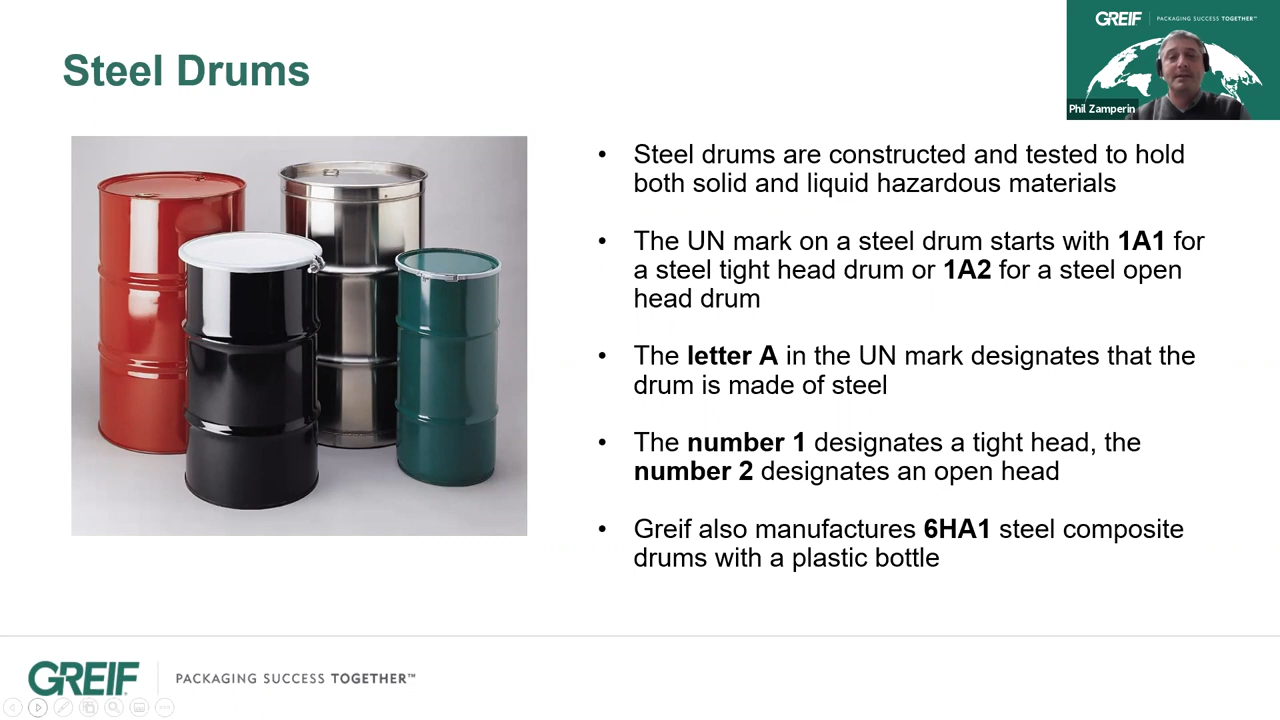 Steel Drums
GREIF | PACKAGING SUCCESS TOGETHER™
Phil Zamperin
• Steel drums are constructed and tested to hold
both solid and liquid hazardous materials
• The UN mark on a steel drum starts with 1A1 for
a steel tight head drum or 1A2 for a steel open
head drum
• The letter A in the UN mark designates that the
drum is made of steel
• The number 1 designates a tight head, the
number 2 designates an open head
• Greif also manufactures 6HA1 steel composite
drums with a plastic bottle
GREIF | PACKAGING SUCCESS TOGETHER™